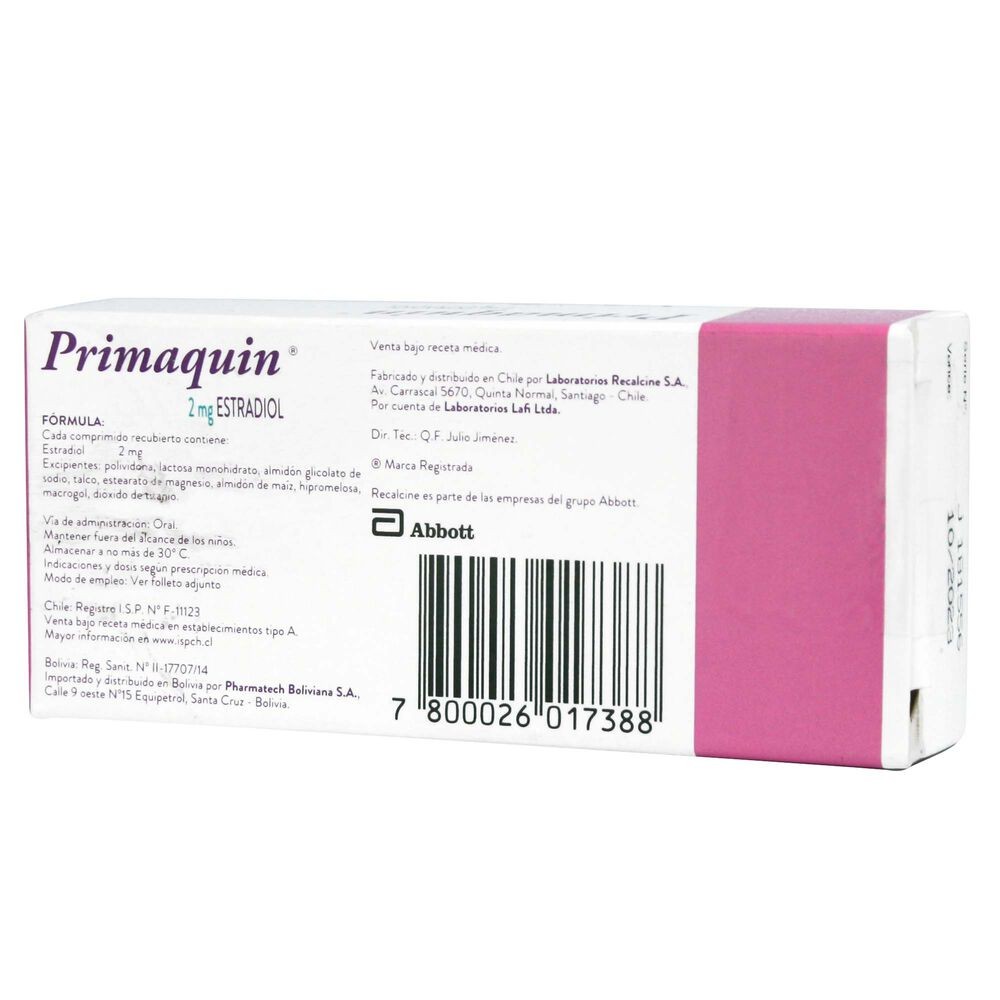 Primaquin®
2 mg ESTRADIOL
FÓRMULA:
Cada comprimido recubierto contiene:
Estradiol 2 mg
Excipientes: polividona, lactosa monohidrato, almidón glicolato de
sodio, talco, estearato de magnesio, almidón de maíz, hipromelosa,
macrogol, dióxido de titanio.
Vía de administración: Oral.
Mantener fuera del alcance de los niños.
Almacenar a no más de 30° C.
Indicaciones y dosis según prescripción médica.
Modo de empleo: Ver folleto adjunto
Chile: Registro I.S.P. N° F-11123
Venta bajo receta médica en establecimientos tipo A.
Mayor información en www.ispch.cl
Bolivia: Reg. Sanit. N° II-17707/14
Importado y distribuido en Bolivia por Pharmatech Boliviana S.A.,
Calle 9 oeste N°15 Equipetrol, Santa Cruz - Bolivia.
Venta bajo receta médica.
Fabricado y distribuido en Chile por Laboratorios Recalcine S.A.,
Av. Carrascal 5670, Quinta Normal, Santiago - Chile.
Por cuenta de Laboratorios Lafi Ltda.
Dir. Téc.: Q.F. Julio Jiménez.
® Marca Registrada
Recalcine es parte de las empresas del grupo Abbott.
Abbott
7 800026 017388
Primaquin
Serie N°:
10/2023